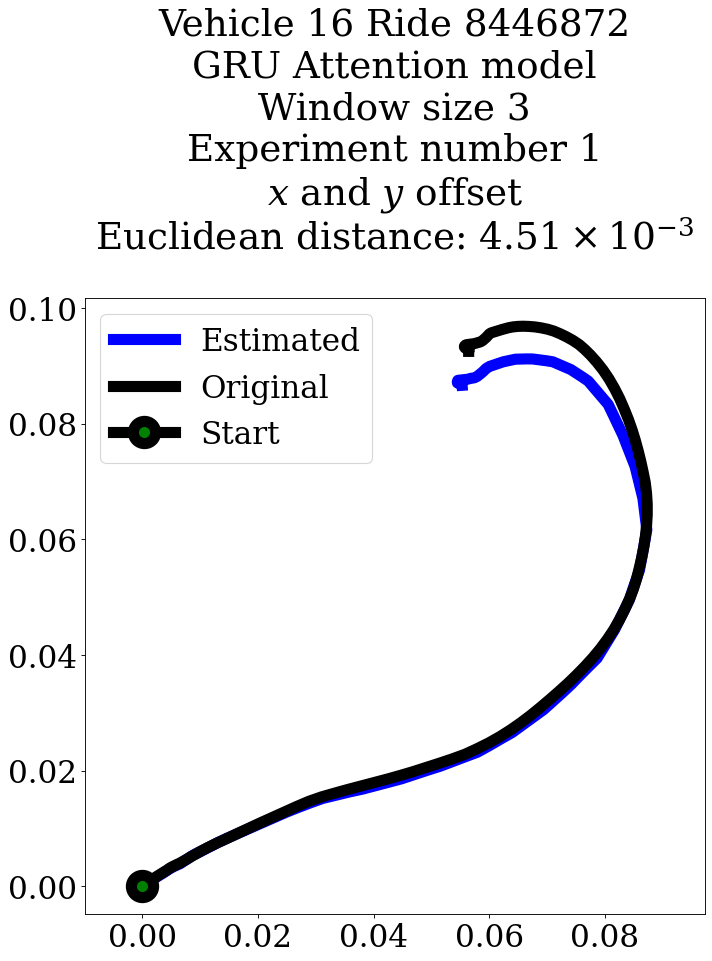 Vehicle 16 Ride 8446872
GRU Attention model
Window size 3
Experiment number 1
x and y offset
Euclidean distance: 4.51 × 10⁻³
Estimated
Original
Start
0.10
0.08
0.06
0.04
0.02
0.00
0.00 0.02 0.04 0.06 0.08